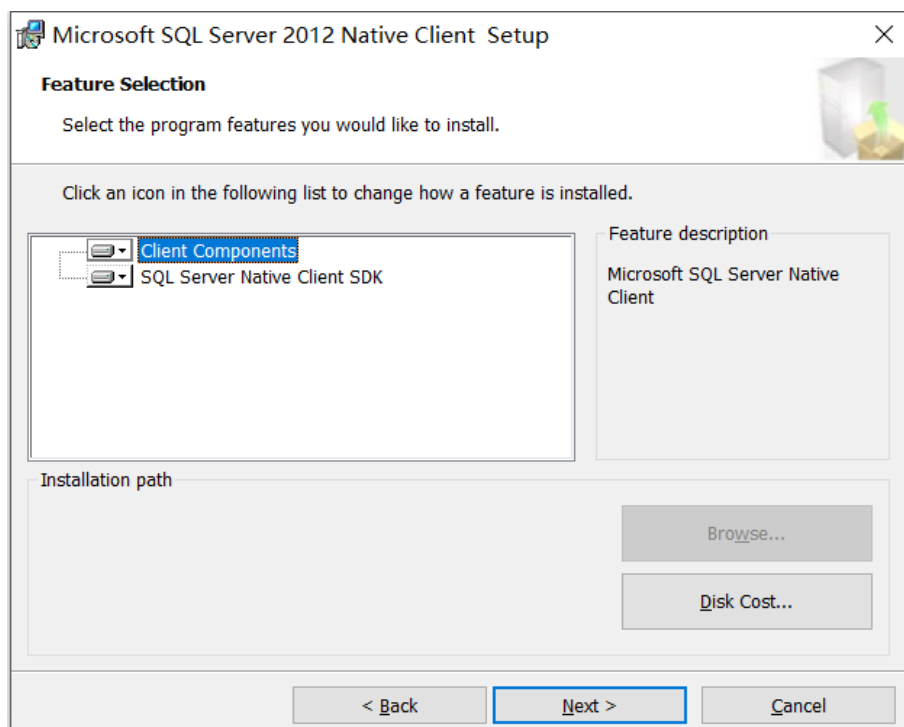 Microsoft SQL Server 2012 Native Client Setup
Feature Selection
Select the program features you would like to install.
Click an icon in the following list to change how a feature is installed.
Client Components
SQL Server Native Client SDK
Feature description
Microsoft SQL Server Native
Client
Installation path
Browse...
Disk Cost...
< Back
Next >
Cancel